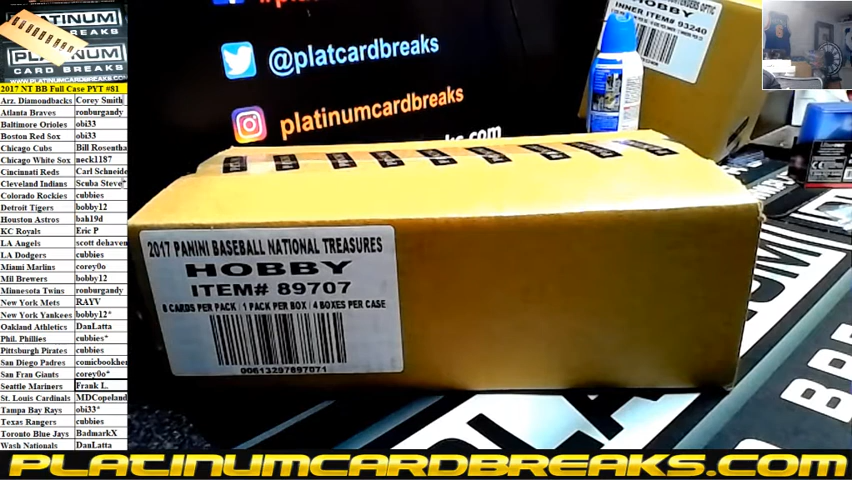 PLATINUM
CARD BREAKS
WWW.PLATINUMCARDBREAKS.COM
2017 NT BB Full Case PYT #81
Arz. Diamondbacks Corey Smith
Atlanta Braves ronburgandy
Baltimore Orioles obi33
Boston Red Sox obi33
Chicago Cubs Bill Rosentha
Chicago White Sox neck1187
Cincinnati Reds Carl Schneide
Cleveland Indians Scuba Steve*
Colorado Rockies cubbies
Detroit Tigers bobby12
Houston Astros bah19d
KC Royals Eric P
LA Angels scott dehaven
LA Dodgers cubbies
Miami Marlins corey0o
Mil Brewers bobby12
Minnesota Twins ronburgandy
New York Mets RAYV
New York Yankees bobby12*
Oakland Athletics DanLatta
Phil. Phillies cubbies*
Pittsburgh Pirates cubbies
San Diego Padres comicbookher
San Fran Giants corey0o*
Seattle Mariners Frank L.
St. Louis Cardinals MDCopeland
Tampa Bay Rays obi33*
Texas Rangers cubbies
Toronto Blue Jays BadmarkX
Wash Nationals DanLatta
@platcardbreaks
platinumcardbreaks
.com
OPTIC
HOBBY
INNER ITEM# 93240
2017 PANINI BASEBALL NATIONAL TREASURES
HOBBY
ITEM# 89707
8 CARDS PER PACK | 1 PACK PER BOX | 4 BOXES PER CASE
00613297897071
PLATINUMCARDBREAKS.COM